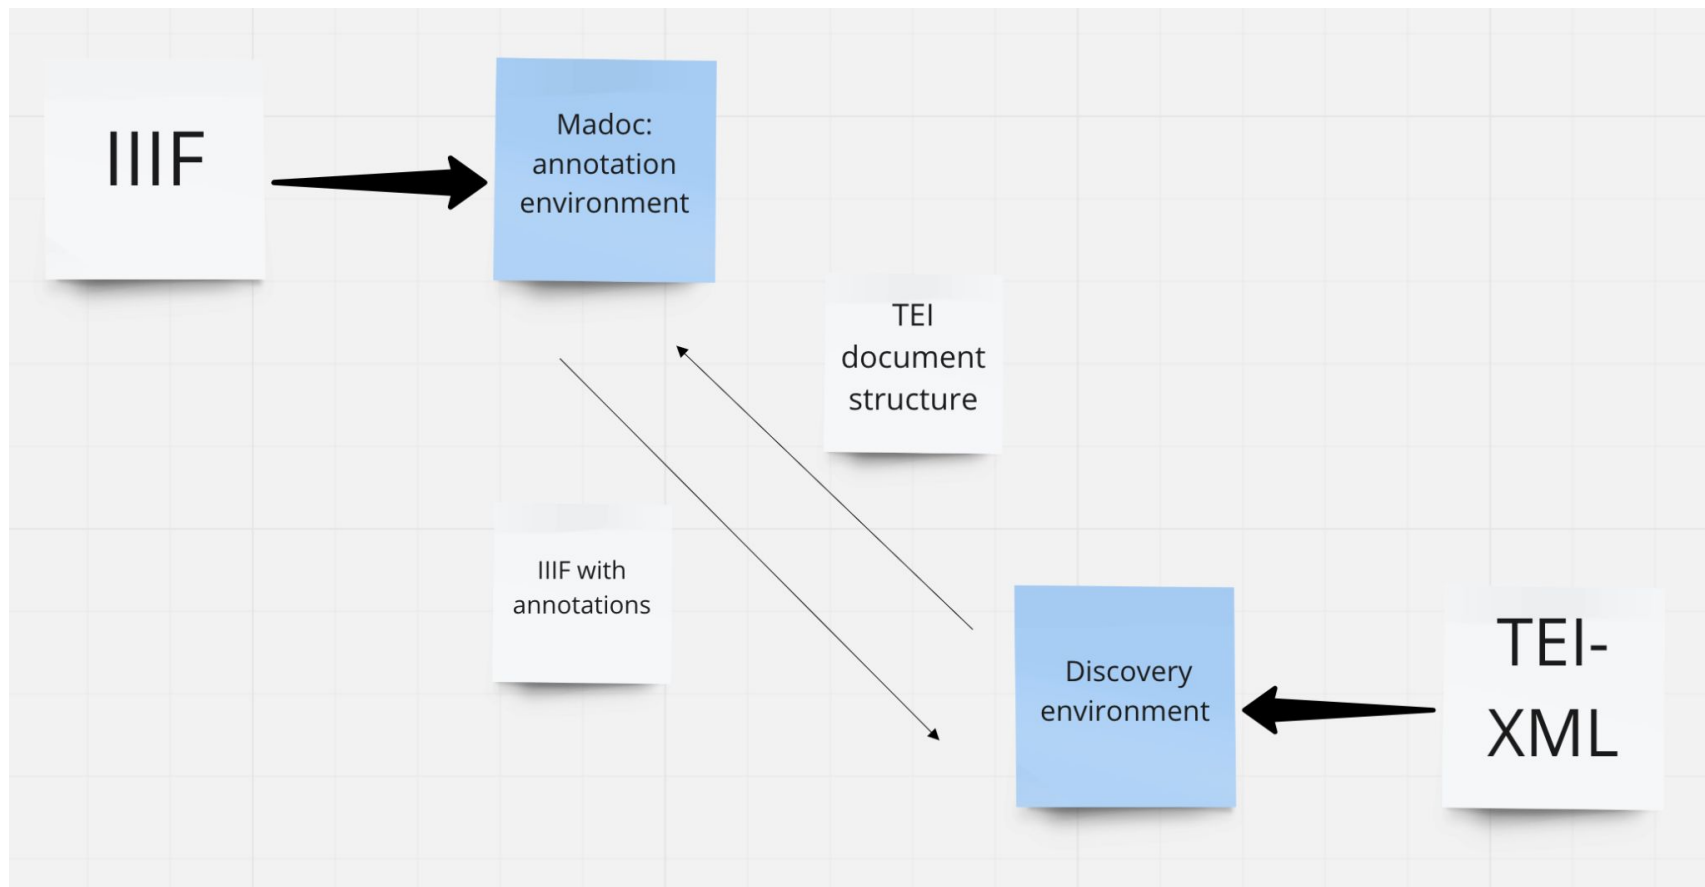 IIIF
Madoc:
annotation
environment
TEI
document
structure
IIIF with
annotations
Discovery
environment
TEI-
XML